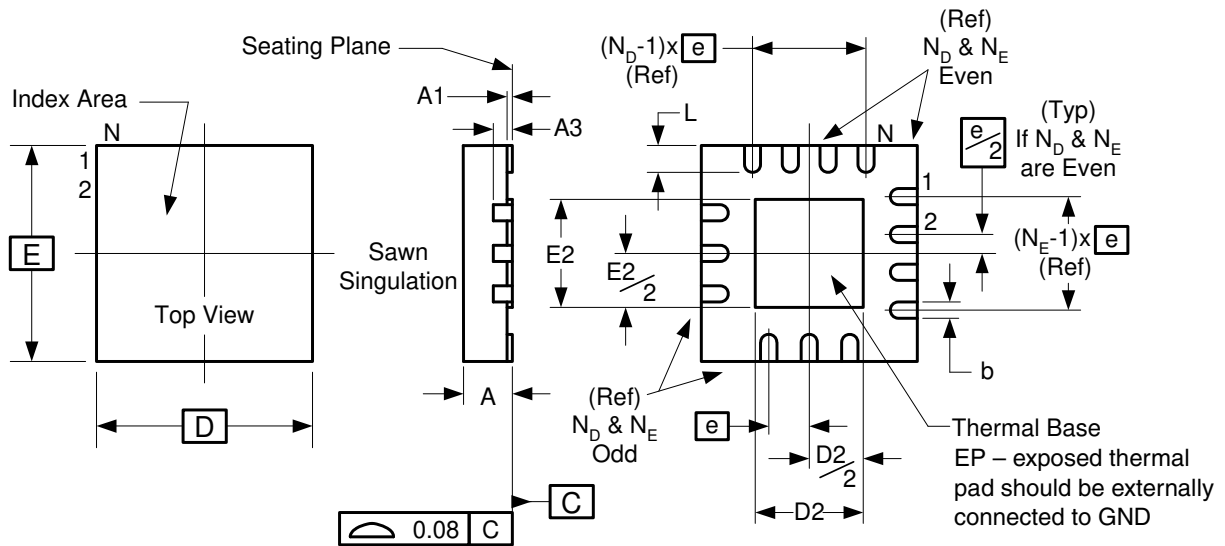 Seating Plane
Index Area
N
1
2
E
Top View
D
A1
A3
Sawn
Singulation
A
C
0.08 C
(N_D-1)x e
(Ref)
L
E2
E2/2
(Ref)
N_D & N_E
Even
N
e/2
(Typ)
If N_D & N_E
are Even
1
2
(N_E-1)x e
(Ref)
b
(Ref)
N_D & N_E
Odd
e
D2/2
D2
Thermal Base
EP – exposed thermal
pad should be externally
connected to GND